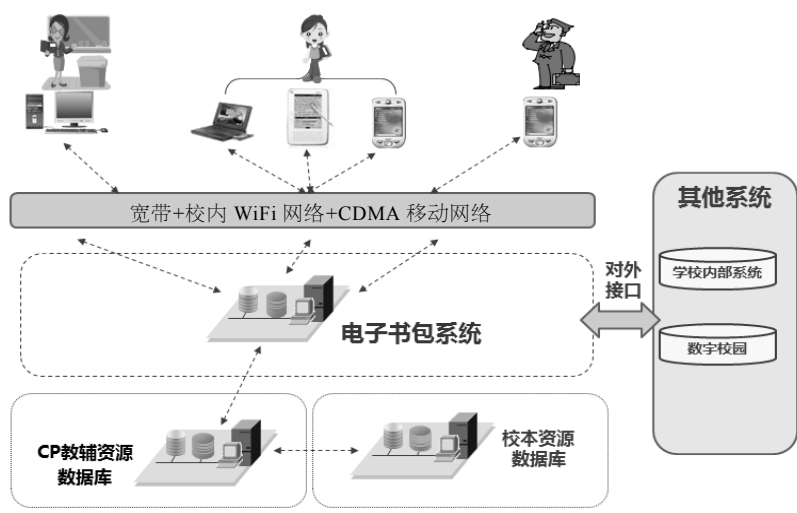 宽带+校内 WiFi 网络+CDMA 移动网络
其他系统
学校内部系统
数字校园
对外
接口
电子书包系统
CP教辅资源
数据库
校本资源
数据库